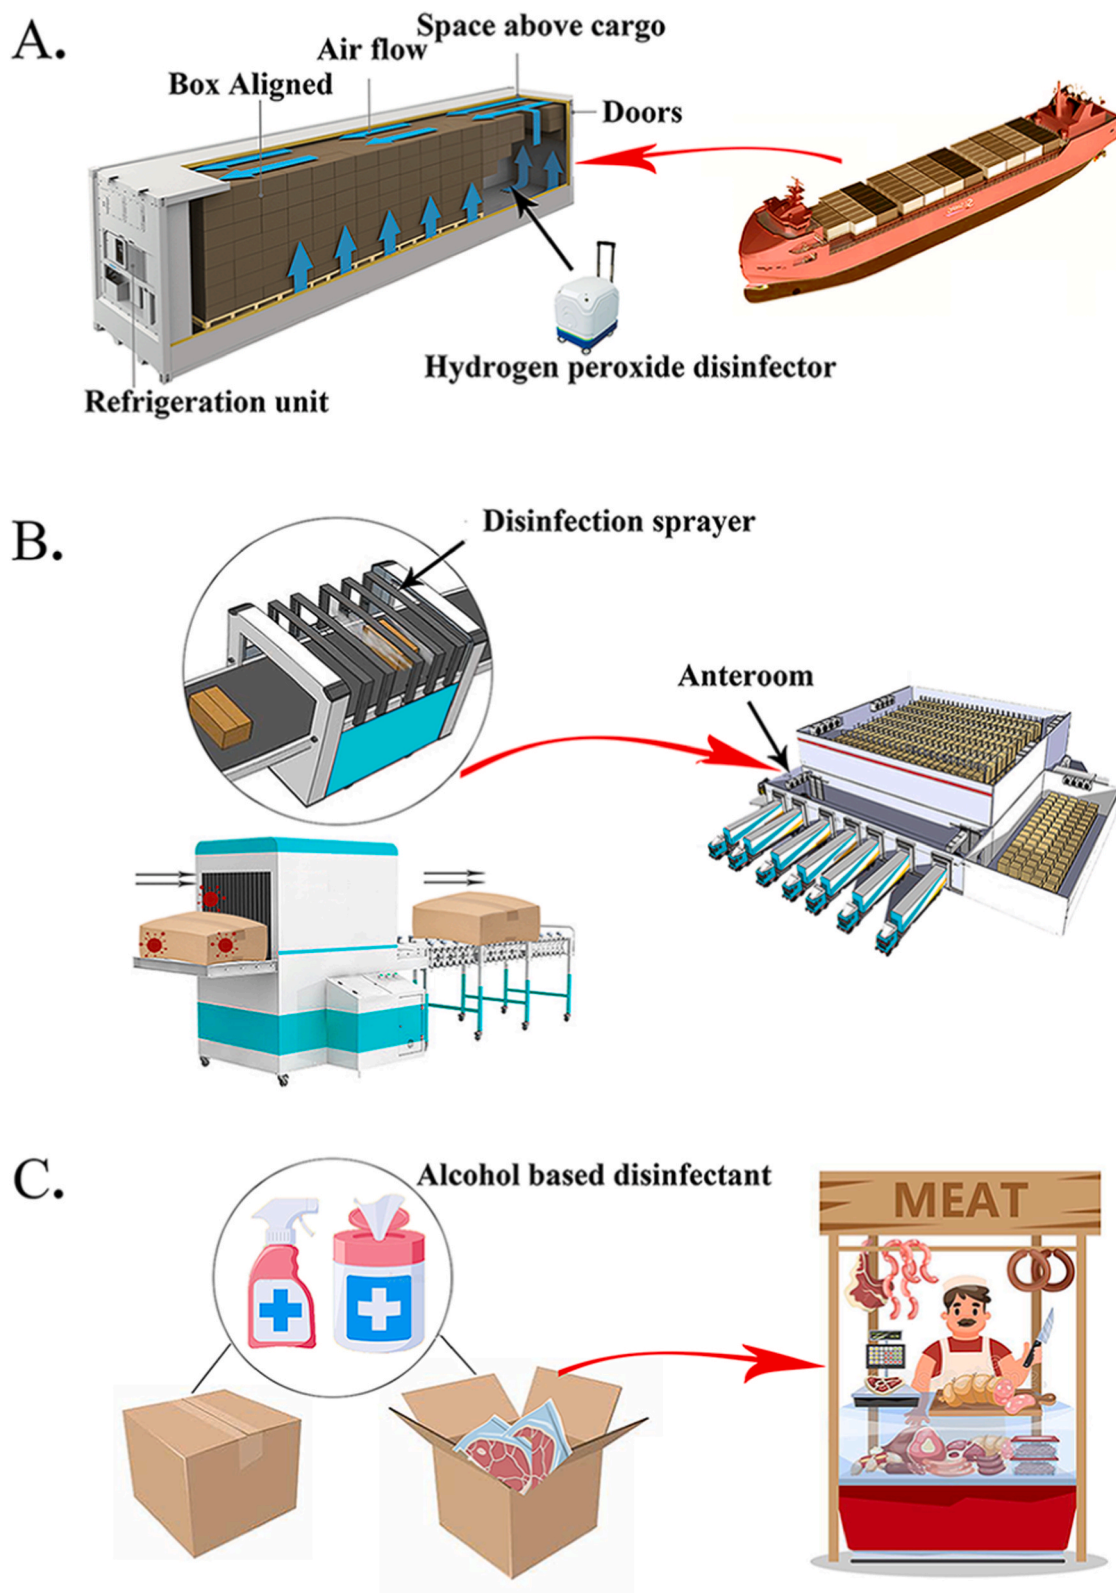 A.
Space above cargo
Air flow
Box Aligned
Doors
Hydrogen peroxide disinfector
Refrigeration unit
B.
Disinfection sprayer
Anteroom
C.
Alcohol based disinfectant
MEAT